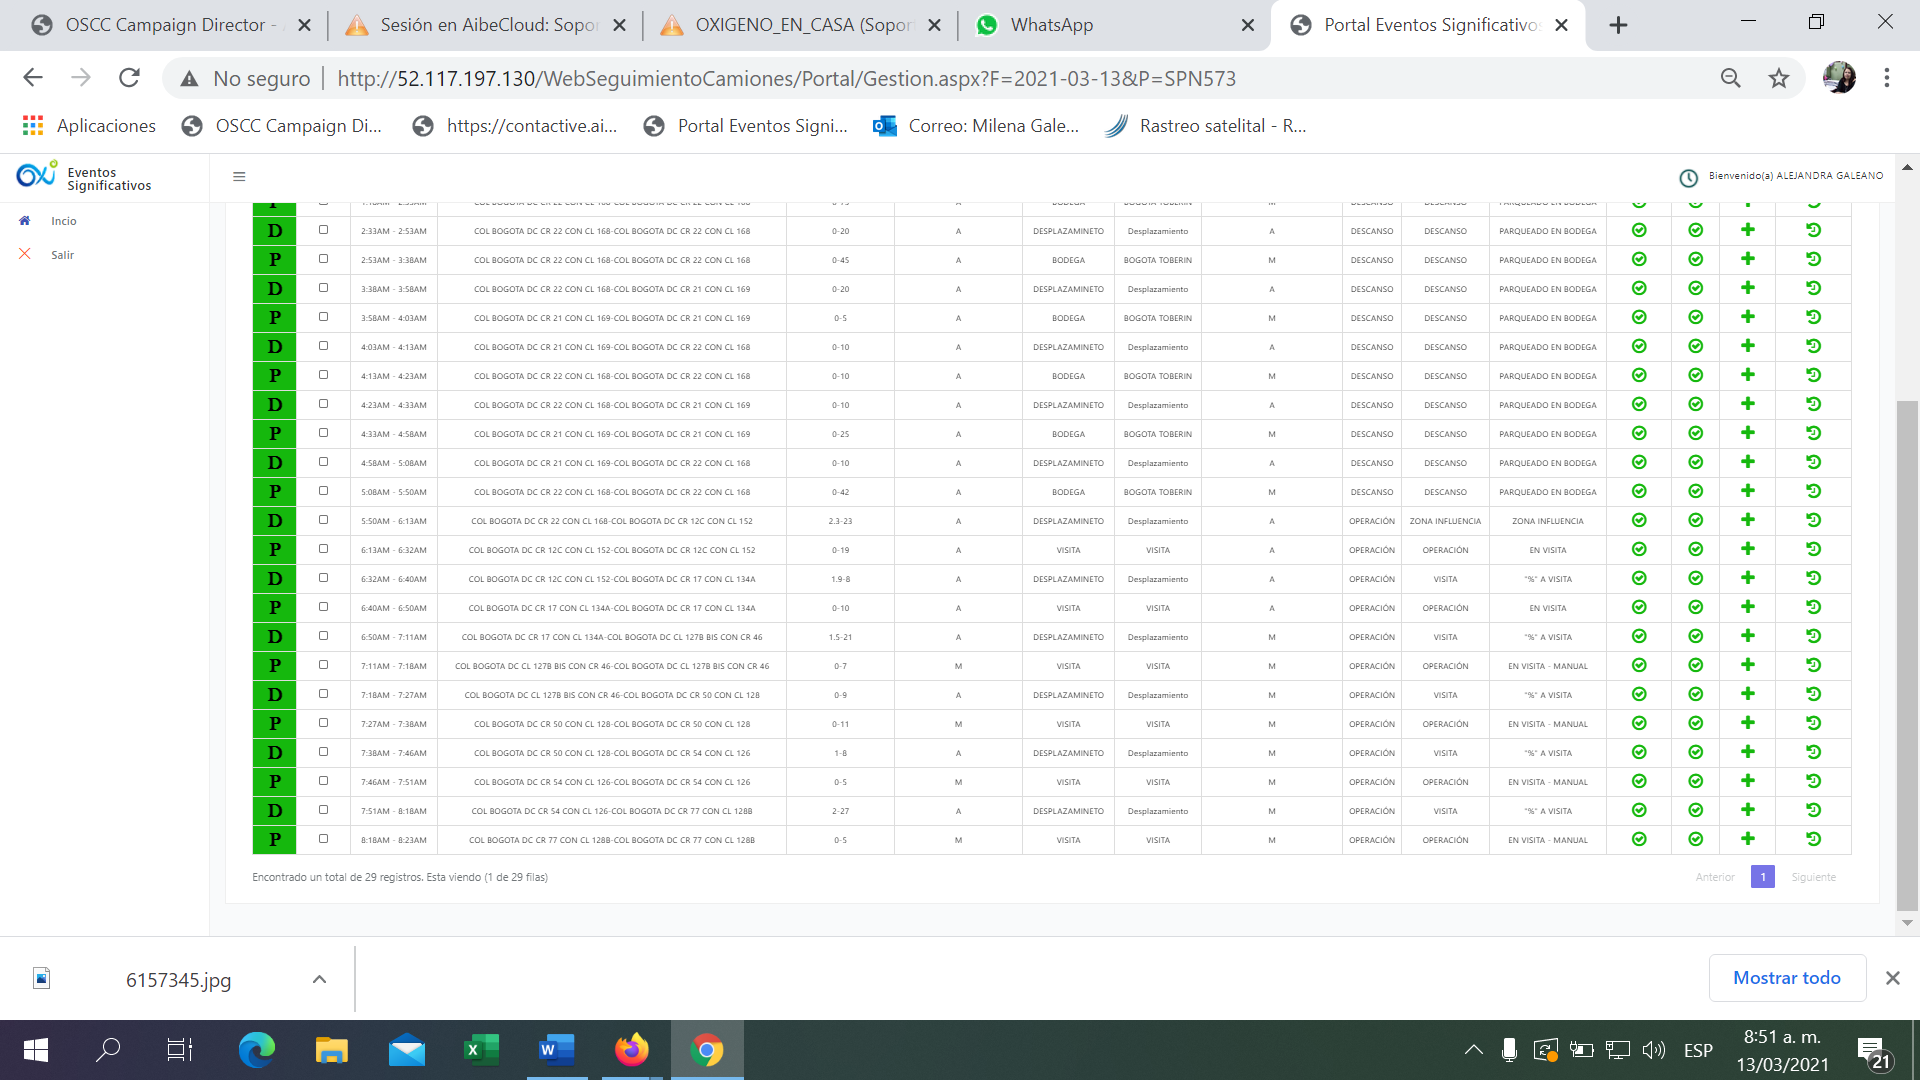 OSCC Campaign Director -
Sesión en AibeCloud: Sopor
OXIGENO_EN_CASA (Soport
WhatsApp
Portal Eventos Significativos
No seguro
http://52.117.197.130/WebSeguimientoCamiones/Portal/Gestion.aspx?F=2021-03-13&P=SPN573
Aplicaciones
OSCC Campaign Di...
https://contactive.ai...
Portal Eventos Signi...
Correo: Milena Gale...
Rastreo satelital - R...
Eventos
Significativos
Bienvenido(a) ALEJANDRA GALEANO
Incio
Salir
D 2:33AM - 2:53AM COL BOGOTA DC CR 22 CON CL 168-COL BOGOTA DC CR 22 CON CL 168 0-20 A DESPLAZAMINETO Desplazamiento A DESCANSO DESCANSO PARQUEADO EN BODEGA
P 2:53AM - 3:38AM COL BOGOTA DC CR 22 CON CL 168-COL BOGOTA DC CR 22 CON CL 168 0-45 A BODEGA BOGOTA TOBERIN M DESCANSO DESCANSO PARQUEADO EN BODEGA
D 3:38AM - 3:58AM COL BOGOTA DC CR 22 CON CL 168-COL BOGOTA DC CR 21 CON CL 169 0-20 A DESPLAZAMINETO Desplazamiento A DESCANSO DESCANSO PARQUEADO EN BODEGA
P 3:58AM - 4:03AM COL BOGOTA DC CR 21 CON CL 169-COL BOGOTA DC CR 21 CON CL 169 0-5 A BODEGA BOGOTA TOBERIN M DESCANSO DESCANSO PARQUEADO EN BODEGA
D 4:03AM - 4:13AM COL BOGOTA DC CR 21 CON CL 169-COL BOGOTA DC CR 22 CON CL 168 0-10 A DESPLAZAMINETO Desplazamiento A DESCANSO DESCANSO PARQUEADO EN BODEGA
P 4:13AM - 4:23AM COL BOGOTA DC CR 22 CON CL 168-COL BOGOTA DC CR 22 CON CL 168 0-10 A BODEGA BOGOTA TOBERIN M DESCANSO DESCANSO PARQUEADO EN BODEGA
D 4:23AM - 4:33AM COL BOGOTA DC CR 22 CON CL 168-COL BOGOTA DC CR 21 CON CL 169 0-10 A DESPLAZAMINETO Desplazamiento A DESCANSO DESCANSO PARQUEADO EN BODEGA
P 4:33AM - 4:58AM COL BOGOTA DC CR 21 CON CL 169-COL BOGOTA DC CR 21 CON CL 169 0-25 A BODEGA BOGOTA TOBERIN M DESCANSO DESCANSO PARQUEADO EN BODEGA
D 4:58AM - 5:08AM COL BOGOTA DC CR 21 CON CL 169-COL BOGOTA DC CR 22 CON CL 168 0-10 A DESPLAZAMINETO Desplazamiento A DESCANSO DESCANSO PARQUEADO EN BODEGA
P 5:08AM - 5:50AM COL BOGOTA DC CR 22 CON CL 168-COL BOGOTA DC CR 22 CON CL 168 0-42 A BODEGA BOGOTA TOBERIN M DESCANSO DESCANSO PARQUEADO EN BODEGA
D 5:50AM - 6:13AM COL BOGOTA DC CR 22 CON CL 168-COL BOGOTA DC CR 12C CON CL 152 2.3-23 A DESPLAZAMINETO Desplazamiento A OPERACIÓN ZONA INFLUENCIA ZONA INFLUENCIA
P 6:13AM - 6:32AM COL BOGOTA DC CR 12C CON CL 152-COL BOGOTA DC CR 12C CON CL 152 0-19 A VISITA VISITA A OPERACIÓN OPERACIÓN EN VISITA
D 6:32AM - 6:40AM COL BOGOTA DC CR 12C CON CL 152-COL BOGOTA DC CR 17 CON CL 134A 1.9-8 A DESPLAZAMINETO Desplazamiento A OPERACIÓN VISITA "%" A VISITA
P 6:40AM - 6:50AM COL BOGOTA DC CR 17 CON CL 134A-COL BOGOTA DC CR 17 CON CL 134A 0-10 A VISITA VISITA A OPERACIÓN OPERACIÓN EN VISITA
D 6:50AM - 7:11AM COL BOGOTA DC CR 17 CON CL 134A-COL BOGOTA DC CL 127B BIS CON CR 46 1.5-21 A DESPLAZAMINETO Desplazamiento M OPERACIÓN VISITA "%" A VISITA
P 7:11AM - 7:18AM COL BOGOTA DC CL 127B BIS CON CR 46-COL BOGOTA DC CL 127B BIS CON CR 46 0-7 M VISITA VISITA M OPERACIÓN OPERACIÓN EN VISITA - MANUAL
D 7:18AM - 7:27AM COL BOGOTA DC CL 127B BIS CON CR 46-COL BOGOTA DC CR 50 CON CL 128 0-9 A DESPLAZAMINETO Desplazamiento M OPERACIÓN VISITA "%" A VISITA
P 7:27AM - 7:38AM COL BOGOTA DC CR 50 CON CL 128-COL BOGOTA DC CR 50 CON CL 128 0-11 M VISITA VISITA M OPERACIÓN OPERACIÓN EN VISITA - MANUAL
D 7:38AM - 7:46AM COL BOGOTA DC CR 50 CON CL 128-COL BOGOTA DC CR 54 CON CL 126 1-8 A DESPLAZAMINETO Desplazamiento M OPERACIÓN VISITA "%" A VISITA
P 7:46AM - 7:51AM COL BOGOTA DC CR 54 CON CL 126-COL BOGOTA DC CR 54 CON CL 126 0-5 M VISITA VISITA M OPERACIÓN OPERACIÓN EN VISITA - MANUAL
D 7:51AM - 8:18AM COL BOGOTA DC CR 54 CON CL 126-COL BOGOTA DC CR 77 CON CL 128B 2-27 A DESPLAZAMINETO Desplazamiento M OPERACIÓN VISITA "%" A VISITA
P 8:18AM - 8:23AM COL BOGOTA DC CR 77 CON CL 128B-COL BOGOTA DC CR 77 CON CL 128B 0-5 M VISITA VISITA M OPERACIÓN OPERACIÓN EN VISITA - MANUAL
Encontrado un total de 29 registros. Esta viendo (1 de 29 filas)
Anterior 1 Siguiente
6157345.jpg
Mostrar todo
ESP
8:51 a. m.
13/03/2021
21